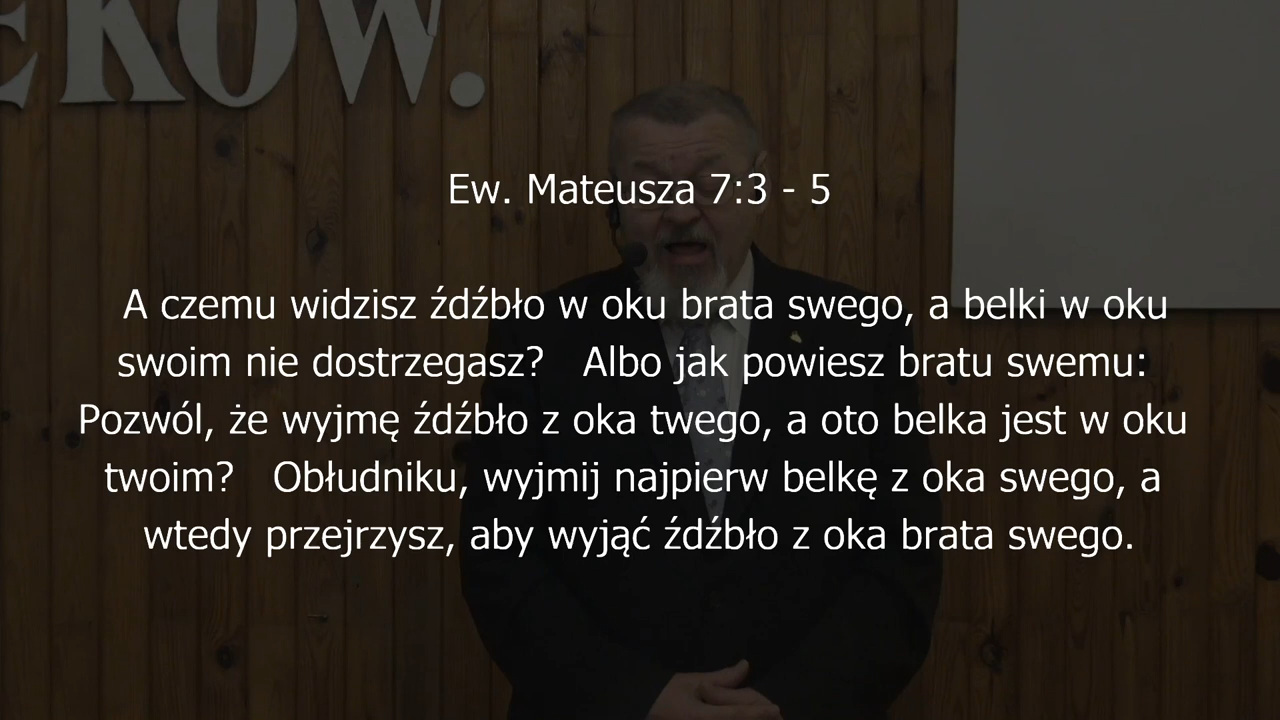 EKÓW.
Ew. Mateusza 7:3 - 5
A czemu widzisz źdźbło w oku brata swego, a belki w oku
swoim nie dostrzegasz? Albo jak powiesz bratu swemu:
Pozwól, że wyjmę źdźbło z oka twego, a oto belka jest w oku
twoim? Obłudniku, wyjmij najpierw belkę z oka swego, a
wtedy przejrzysz, aby wyjąć źdźbło z oka brata swego.